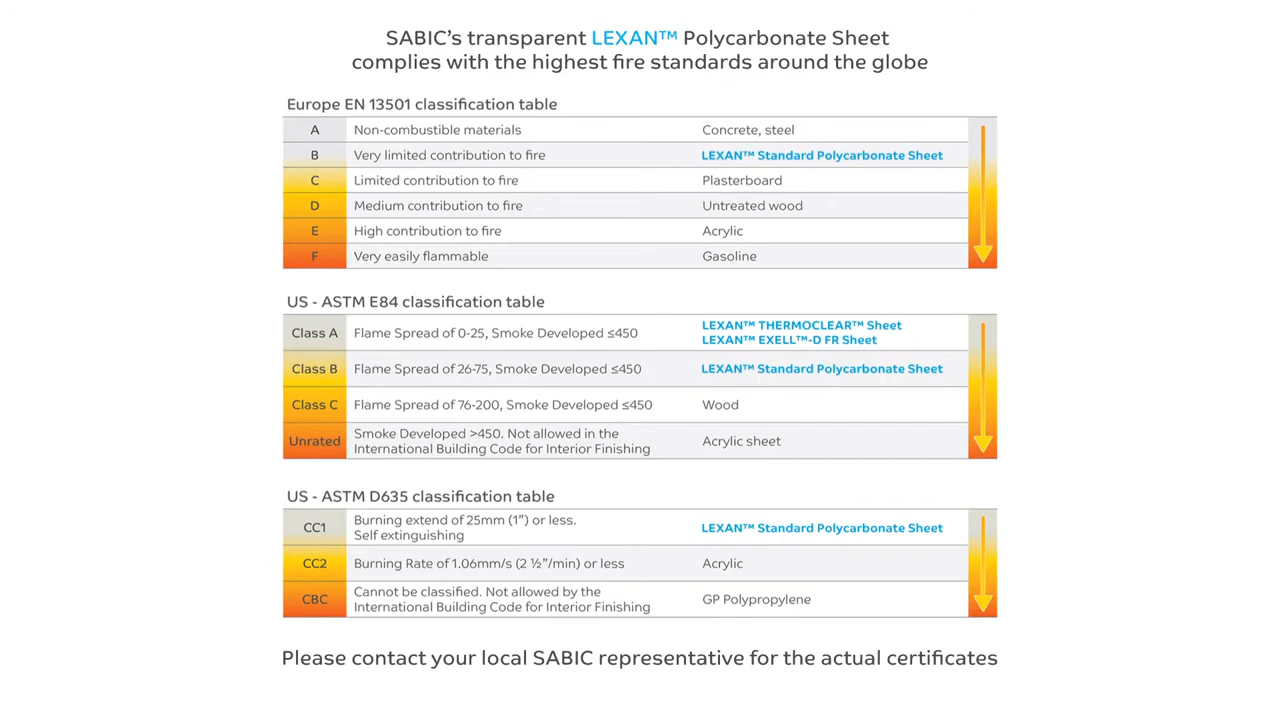 SABIC's transparent LEXAN™ Polycarbonate Sheet
complies with the highest fire standards around the globe
Europe EN 13501 classification table
A Non-combustible materials Concrete, steel
B Very limited contribution to fire LEXAN™ Standard Polycarbonate Sheet
C Limited contribution to fire Plasterboard
D Medium contribution to fire Untreated wood
E High contribution to fire Acrylic
F Very easily flammable Gasoline
US - ASTM E84 classification table
Class A Flame Spread of 0-25, Smoke Developed ≤450 LEXAN™ THERMOCLEAR™ Sheet
LEXAN™ EXELL™-D FR Sheet
Class B Flame Spread of 26-75, Smoke Developed ≤450 LEXAN™ Standard Polycarbonate Sheet
Class C Flame Spread of 76-200, Smoke Developed ≤450 Wood
Unrated Smoke Developed >450. Not allowed in the
International Building Code for Interior Finishing Acrylic sheet
US - ASTM D635 classification table
CC1 Burning extend of 25mm (1”) or less.
Self extinguishing LEXAN™ Standard Polycarbonate Sheet
CC2 Burning Rate of 1.06mm/s (2 ½”/min) or less Acrylic
CBC Cannot be classified. Not allowed by the
International Building Code for Interior Finishing GP Polypropylene
Please contact your local SABIC representative for the actual certificates